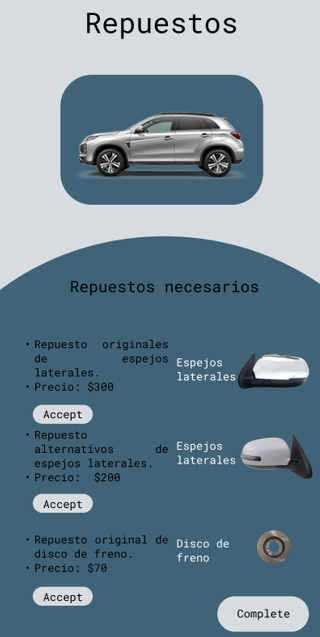 Repuestos
Repuestos necesarios
• Repuesto originales
de espejos
laterales.
• Precio: $300
Espejos
laterales
Accept
• Repuesto
alternativos de
espejos laterales.
• Precio: $200
Espejos
laterales
Accept
• Repuesto original de
disco de freno.
• Precio: $70
Disco de
freno
Accept
Complete